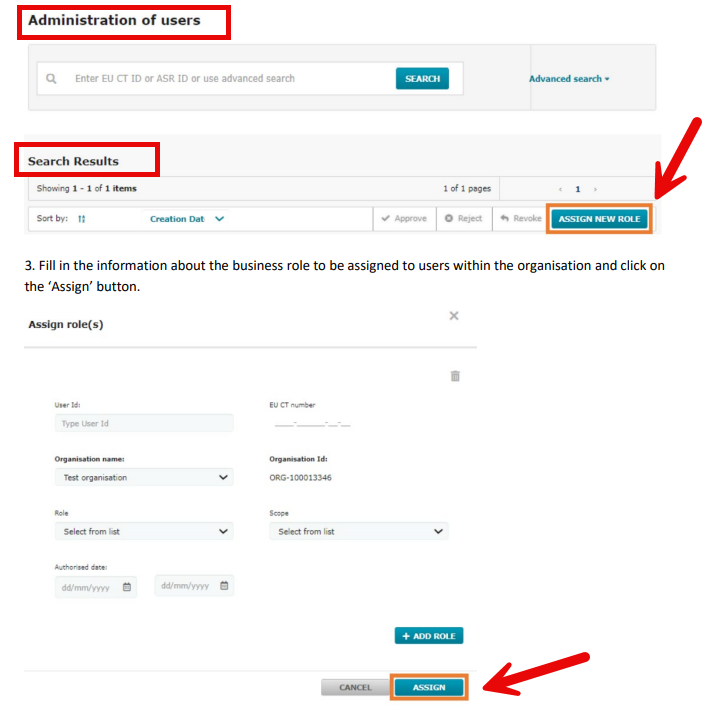 Administration of users
Enter EU CT ID or ASR ID or use advanced search
SEARCH
Advanced search
Search Results
Showing 1 - 1 of 1 items
1 of 1 pages
‹ 1 ›
Sort by:
Creation Dat
Approve
Reject
Revoke
ASSIGN NEW ROLE
3. Fill in the information about the business role to be assigned to users within the organisation and click on
the ‘Assign’ button.
Assign role(s)
User Id:
EU CT number
Type User Id
____-______-__-__
Organisation name:
Organisation Id:
Test organisation
ORG-100013346
Role
Scope
Select from list
Select from list
Authorised date:
dd/mm/yyyy
dd/mm/yyyy
+ ADD ROLE
CANCEL
ASSIGN